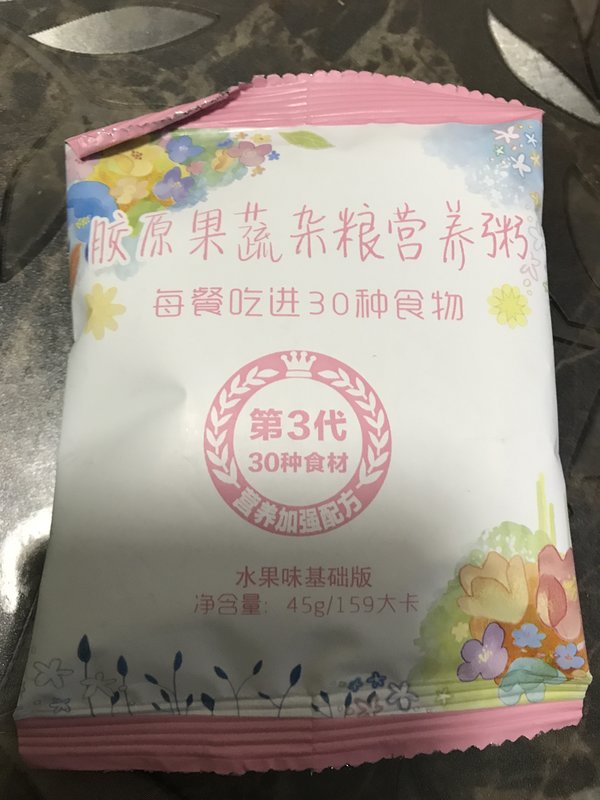 胶原果蔬杂粮营养粥
每餐吃进30种食物
第3代
30种食材
营养加强配方
水果味基础版
净含量: 45g/159大卡